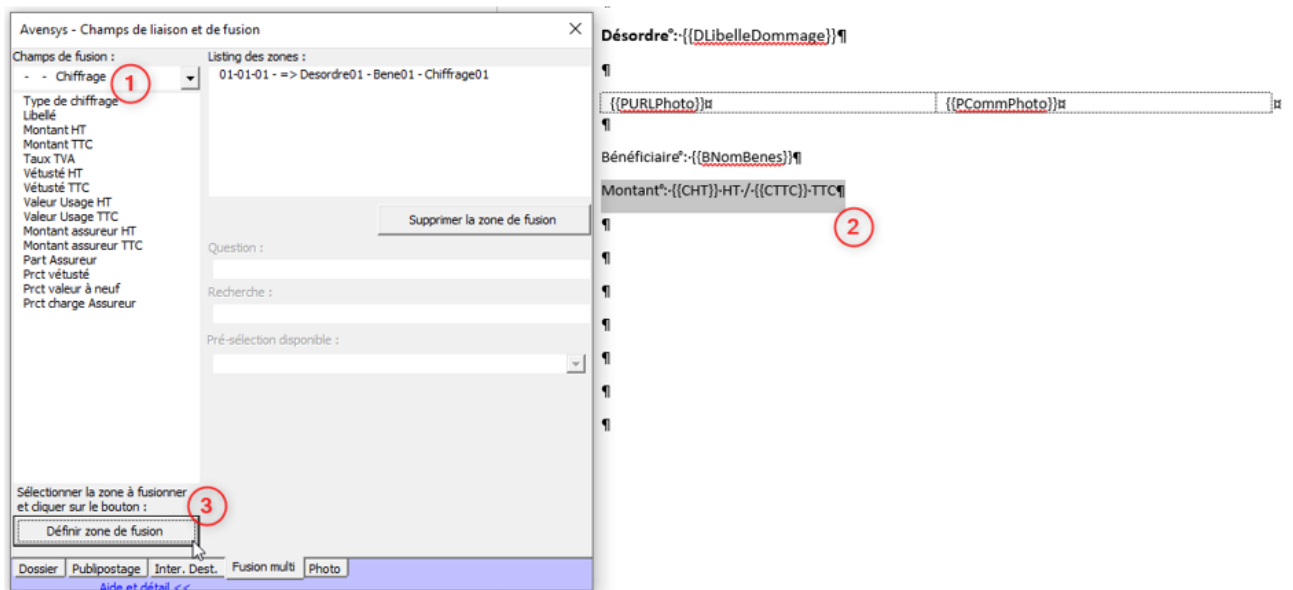 Avensys - Champs de liaison et de fusion
Champs de fusion :
- - Chiffrage
1
Type de chiffrage
Libellé
Montant HT
Montant TTC
Taux TVA
Vétusté HT
Vétusté TTC
Valeur Usage HT
Valeur Usage TTC
Montant assureur HT
Montant assureur TTC
Part Assureur
Prct vétusté
Prct valeur à neuf
Prct charge Assureur
Sélectionner la zone à fusionner
et cliquer sur le bouton :
3
Définir zone de fusion
Listing des zones :
01-01-01 - => Desordre01 - Bene01 - Chiffrage01
Supprimer la zone de fusion
Question :
Recherche :
Pré-sélection disponible :
Dossier Publipostage Inter. Dest. Fusion multi Photo
Aide et détail <<
Désordre°:·{{DLibelleDommage}}¶
¶
{{PURLPhoto}}¤ {{PCommPhoto}}¤ ¤
¶
Bénéficiaire°:·{{BNomBenes}}¶
Montant°:·{{CHT}}·HT·/·{{CTTC}}·TTC¶
2
¶
¶
¶
¶
¶
¶
¶